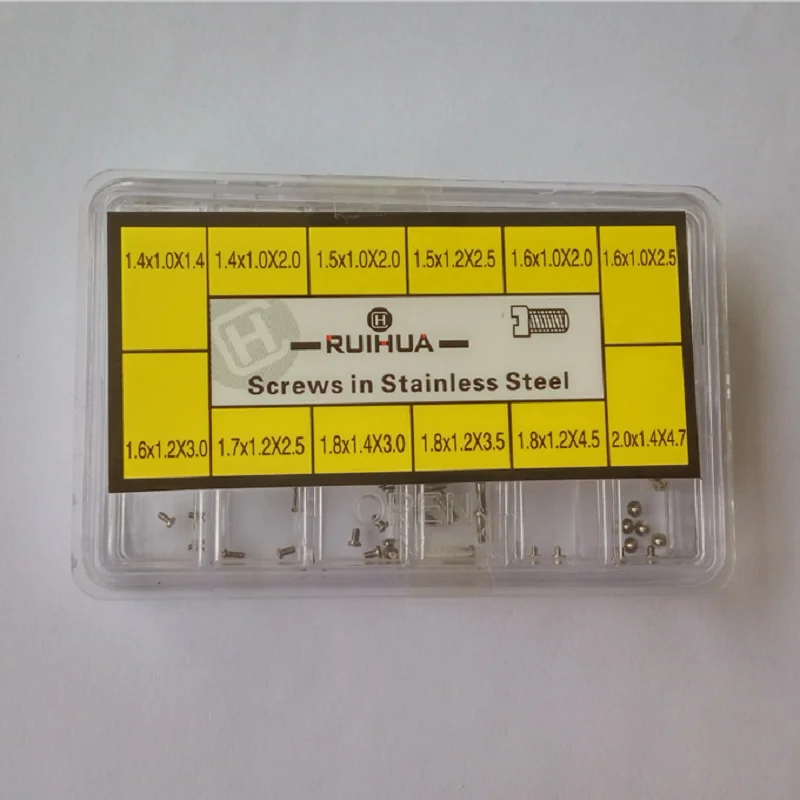 1.4x1.0X1.4 1.4x1.0X2.0 1.5x1.0X2.0 1.5x1.2X2.5 1.6x1.0X2.0 1.6x1.0X2.5
H
H
RUIHUA
Screws in Stainless Steel
1.6x1.2X3.0 1.7x1.2X2.5 1.8x1.4X3.0 1.8x1.2X3.5 1.8x1.2X4.5 2.0x1.4X4.7
OPEN